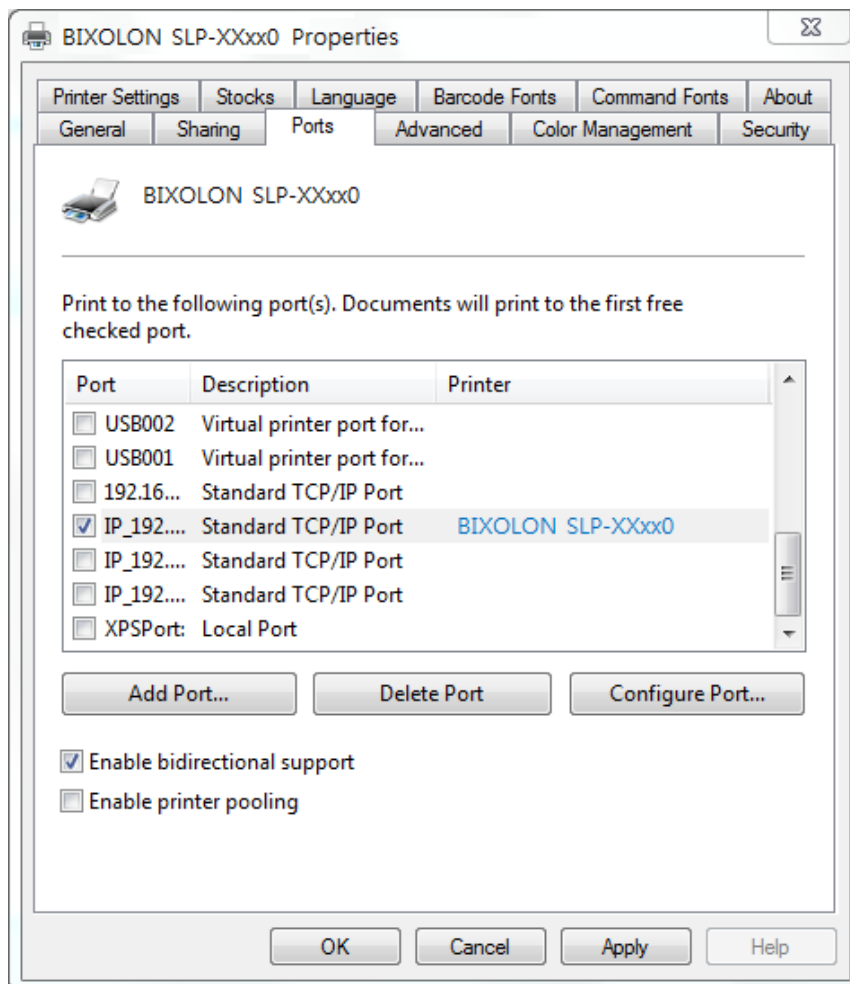 BIXOLON SLP-XXxx0 Properties
Printer Settings Stocks Language Barcode Fonts Command Fonts About
General Sharing Ports Advanced Color Management Security
BIXOLON SLP-XXxx0
Print to the following port(s). Documents will print to the first free
checked port.
Port Description Printer
USB002 Virtual printer port for...
USB001 Virtual printer port for...
192.16... Standard TCP/IP Port
IP_192.... Standard TCP/IP Port BIXOLON SLP-XXxx0
IP_192.... Standard TCP/IP Port
IP_192.... Standard TCP/IP Port
XPSPort: Local Port
Add Port... Delete Port Configure Port...
Enable bidirectional support
Enable printer pooling
OK Cancel Apply Help